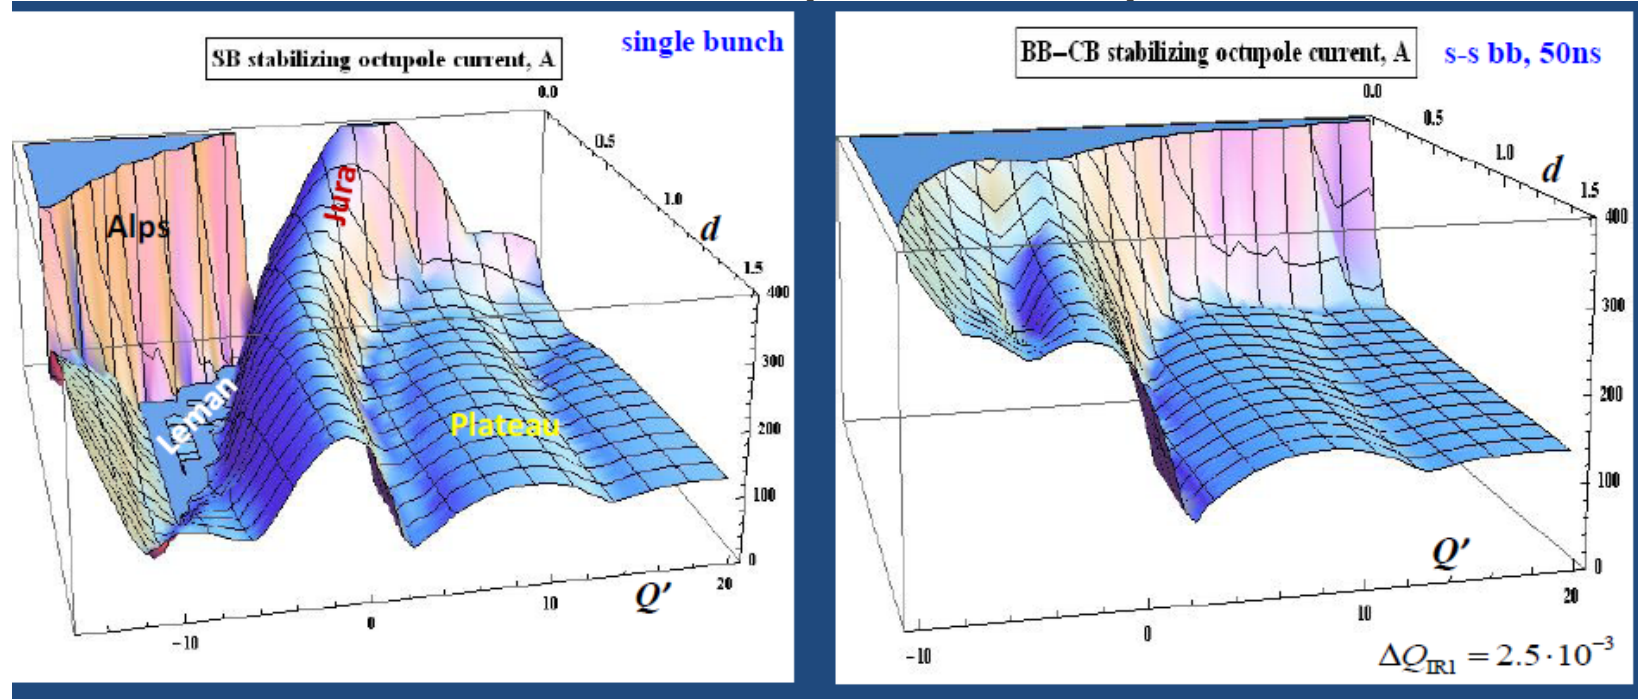 SB stabilizing octupole current, A
single bunch
0.0
0.5
1.0
d
1.5
400
300
200
100
0
Alps
Jura
Leman
Plateau
-10
0
10
20
Q'
BB-CB stabilizing octupole current, A
s-s bb, 50ns
0.0
0.5
1.0
d
1.5
400
300
200
100
0
-10
0
10
20
Q'
ΔQIR1 = 2.5·10⁻³